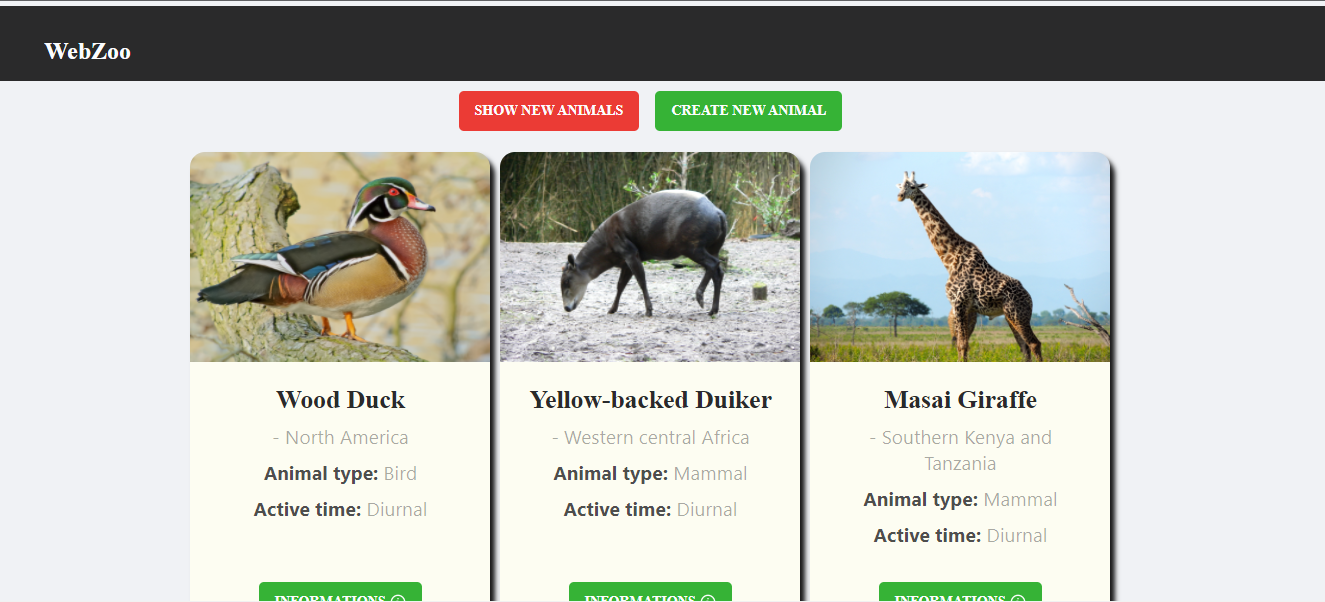 WebZoo
SHOW NEW ANIMALS
CREATE NEW ANIMAL
Wood Duck
- North America
Animal type: Bird
Active time: Diurnal
INFORMATIONS
Yellow-backed Duiker
- Western central Africa
Animal type: Mammal
Active time: Diurnal
INFORMATIONS
Masai Giraffe
- Southern Kenya and
Tanzania
Animal type: Mammal
Active time: Diurnal
INFORMATIONS